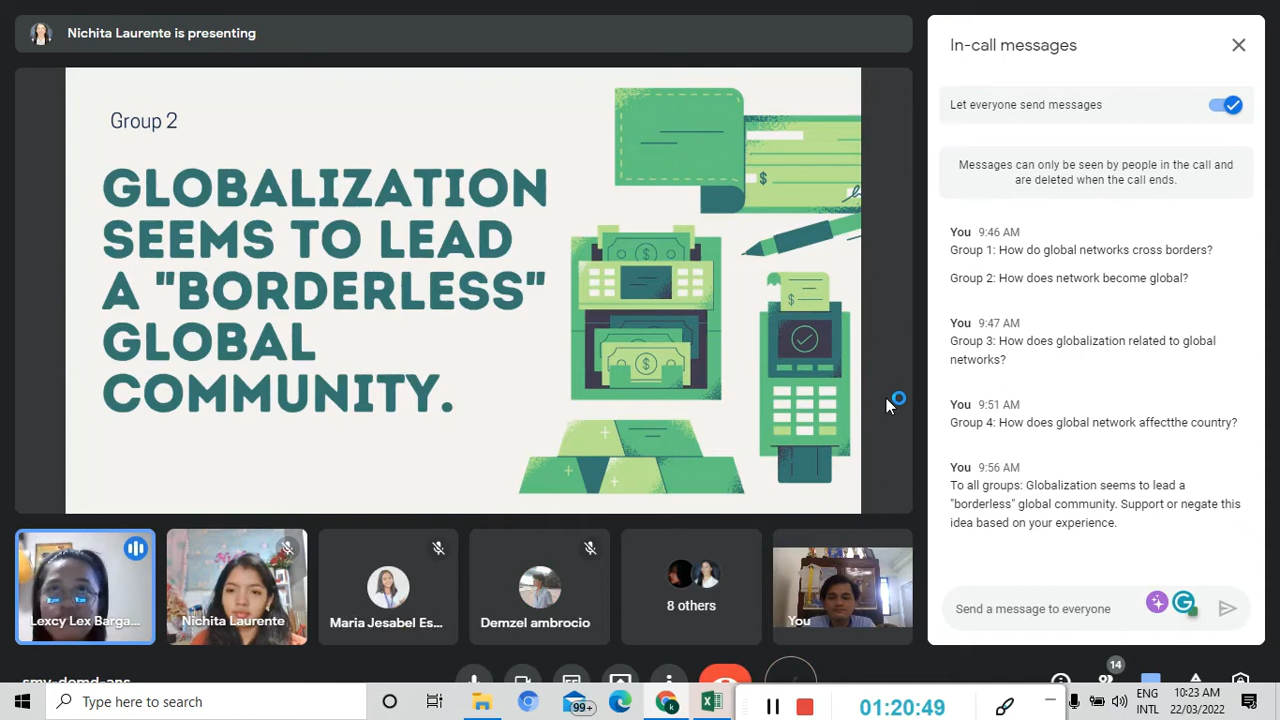 Nichita Laurente is presenting
Group 2
GLOBALIZATION
SEEMS TO LEAD
A "BORDERLESS"
GLOBAL
COMMUNITY.
$
$
$
$
In-call messages
Let everyone send messages
Messages can only be seen by people in the call and
are deleted when the call ends.
You 9:46 AM
Group 1: How do global networks cross borders?
Group 2: How does network become global?
You 9:47 AM
Group 3: How does globalization related to global
networks?
You 9:51 AM
Group 4: How does global network affectthe country?
You 9:56 AM
To all groups: Globalization seems to lead a
"borderless" global community. Support or negate this
idea based on your experience.
Send a message to everyone
Lexcy Lex Barga...
Nichita Laurente
Maria Jesabel Es...
Demzel ambrocio
8 others
You
14
Type here to search
99+
01:20:49
ENG
INTL
10:23 AM
22/03/2022